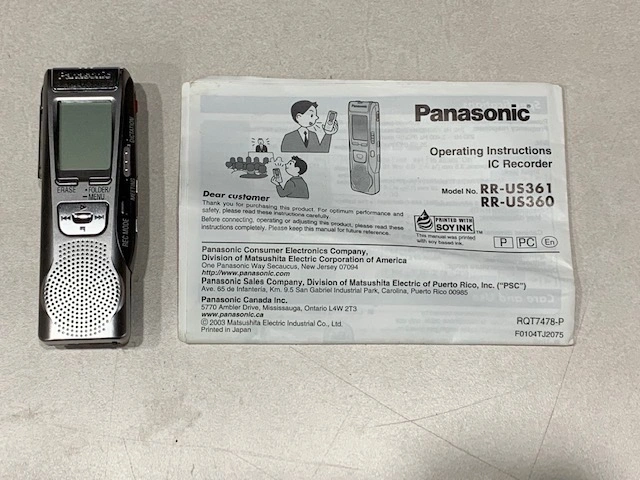 Panasonic
ERASE
• FOLDER/
– MENU
REC MODE
MEETING
DICTATION
Panasonic
Operating Instructions
IC Recorder
Model No. RR-US361
RR-US360
Dear customer
Thank you for purchasing this product. For optimum performance and
safety, please read these instructions carefully.
Before connecting, operating or adjusting this product, please read these
instructions completely. Please keep this manual for future reference.
PRINTED WITH
SOY INK
This manual was printed
with soy based ink.
P PC En
Panasonic Consumer Electronics Company,
Division of Matsushita Electric Corporation of America
One Panasonic Way Secaucus, New Jersey 07094
http://www.panasonic.com
Panasonic Sales Company, Division of Matsushita Electric of Puerto Rico, Inc. ("PSC")
Ave. 65 de Infantería, Km. 9.5 San Gabriel Industrial Park, Carolina, Puerto Rico 00985
Panasonic Canada Inc.
5770 Ambler Drive, Mississauga, Ontario L4W 2T3
www.panasonic.ca
© 2003 Matsushita Electric Industrial Co., Ltd.
Printed in Japan
RQT7478-P
F0104TJ2075